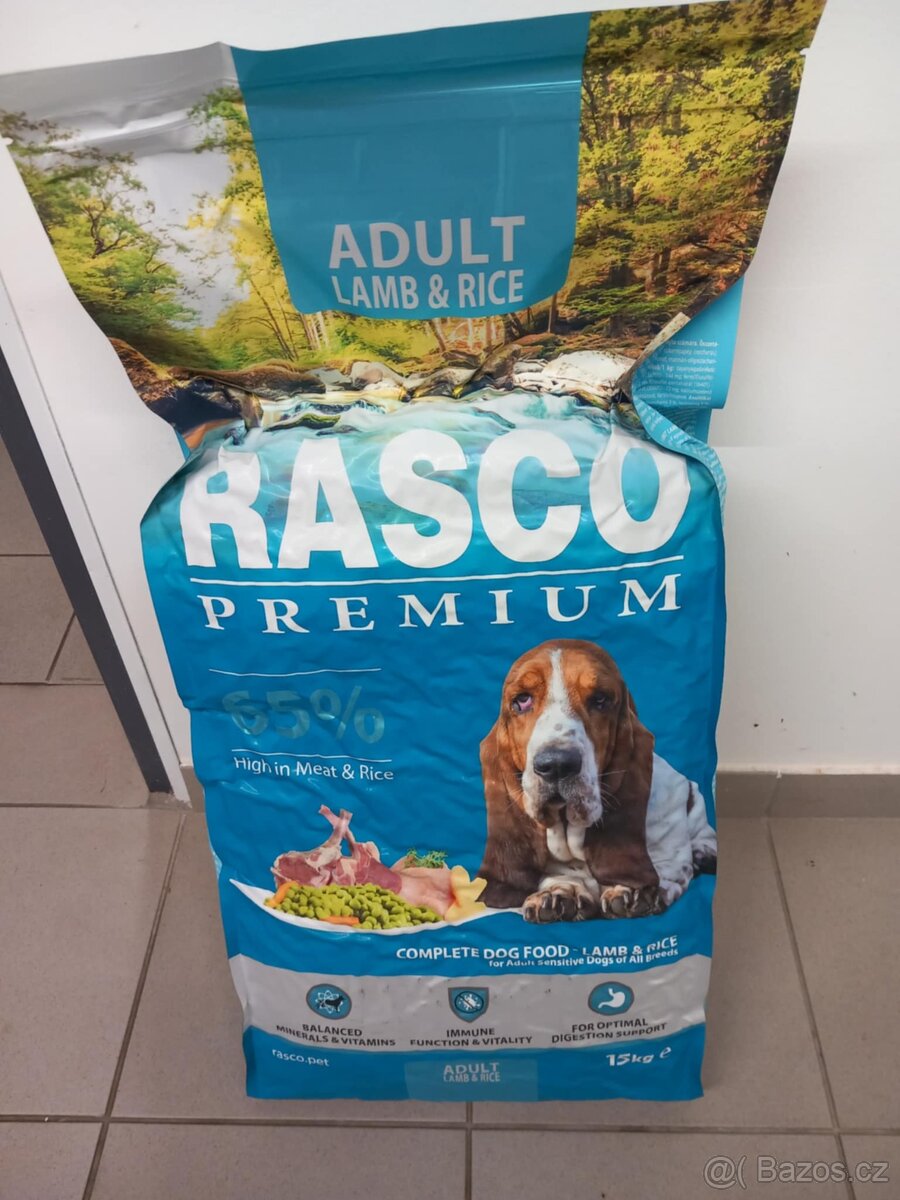 ADULT
LAMB & RICE
RASCO
PREMIUM
65%
High in Meat & Rice
COMPLETE DOG FOOD - LAMB & RICE
for Adult Sensitive Dogs of All Breeds
BALANCED
MINERALS & VITAMINS
IMMUNE
FUNCTION & VITALITY
FOR OPTIMAL
DIGESTION SUPPORT
rasco.pet
15kg e
ADULT
LAMB & RICE
@( Bazos.cz